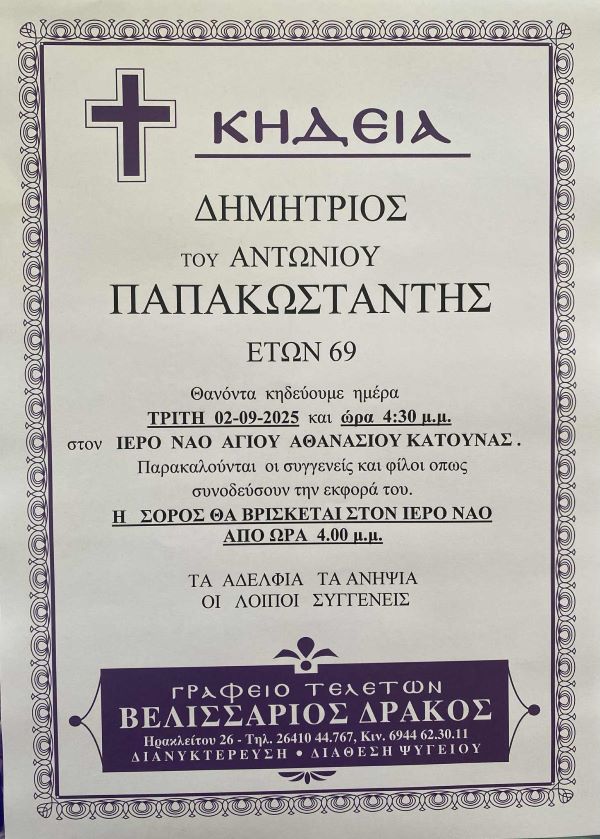 ΚΗΔΕΙΑ
ΔΗΜΗΤΡΙΟΣ
ΤΟΥ ΑΝΤΩΝΙΟΥ
ΠΑΠΑΚΩΣΤΑΝΤΗΣ
ΕΤΩΝ 69
Θανόντα κηδεύουμε ημέρα
ΤΡΙΤΗ 02-09-2025 και ώρα 4:30 μ.μ.
στον ΙΕΡΟ ΝΑΟ ΑΓΙΟΥ ΑΘΑΝΑΣΙΟΥ ΚΑΤΟΥΝΑΣ .
Παρακαλούνται οι συγγενείς και φίλοι οπως
συνοδεύσουν την εκφορά του.
Η ΣΟΡΟΣ ΘΑ ΒΡΙΣΚΕΤΑΙ ΣΤΟΝ ΙΕΡΟ ΝΑΟ
ΑΠΟ ΩΡΑ 4.00 μ.μ.
ΤΑ ΑΔΕΛΦΙΑ ΤΑ ΑΝΗΨΙΑ
ΟΙ ΛΟΙΠΟΙ ΣΥΓΓΕΝΕΙΣ
ΓΡΑΦΕΙΟ ΤΕΛΕΤΩΝ
ΒΕΛΙΣΣΑΡΙΟΣ ΔΡΑΚΟΣ
Ηρακλείτου 26 - Τηλ. 26410 44.767, Κιν. 6944 62.30.11
ΔΙΑΝΥΚΤΕΡΕΥΣΗ • ΔΙΑΘΕΣΗ ΨΥΓΕΙΟΥ